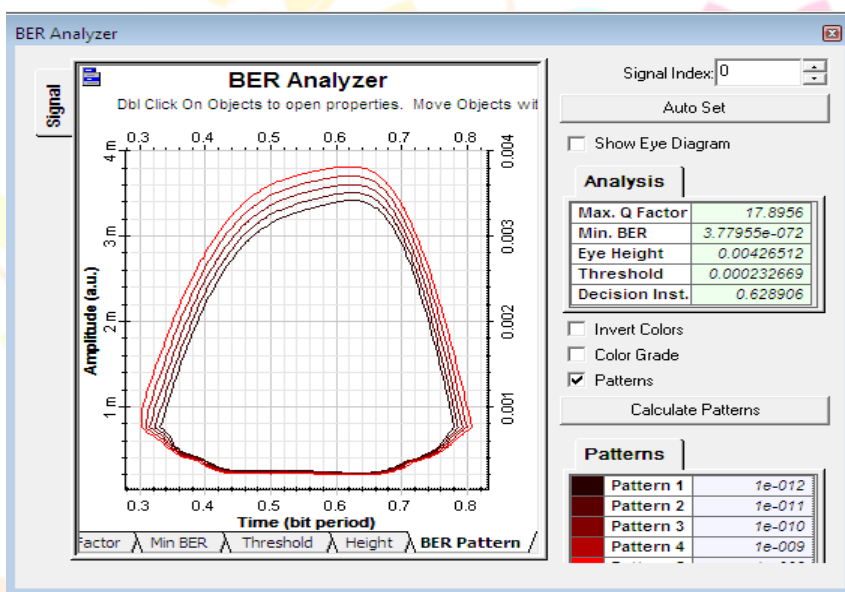 BER Analyzer
Signal
BER Analyzer
Dbl Click On Objects to open properties. Move Objects wit
0.3 0.4 0.5 0.6 0.7 0.8
4 m
3 m
2 m
1 m
Amplitude (a.u.)
0.004
0.003
0.002
0.001
0.3 0.4 0.5 0.6 0.7 0.8
Time (bit period)
Factor Min BER Threshold Height BER Pattern
Signal Index: 0
Auto Set
Show Eye Diagram
Analysis
Max. Q Factor 17.8956
Min. BER 3.77955e-072
Eye Height 0.00426512
Threshold 0.000232669
Decision Inst. 0.628906
Invert Colors
Color Grade
Patterns
Calculate Patterns
Patterns
Pattern 1 1e-012
Pattern 2 1e-011
Pattern 3 1e-010
Pattern 4 1e-009